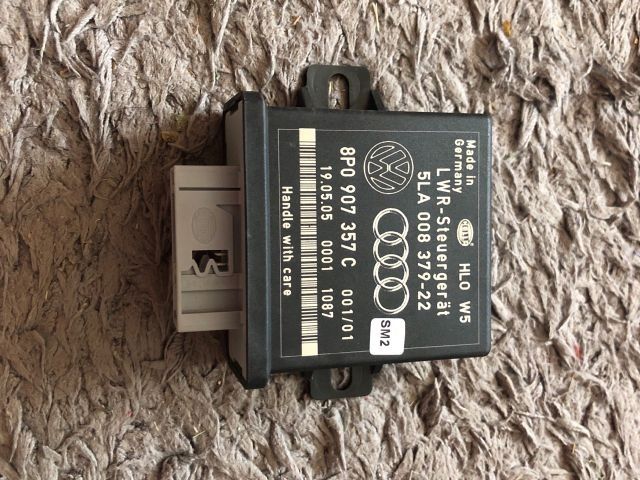 Made in
Germany
HELLA
HLO W5
LWR-Steuergerät
5LA 008 379-22
SM2
8P0 907 357 C 001/01
19.05.05 0001 1087
Handle with care